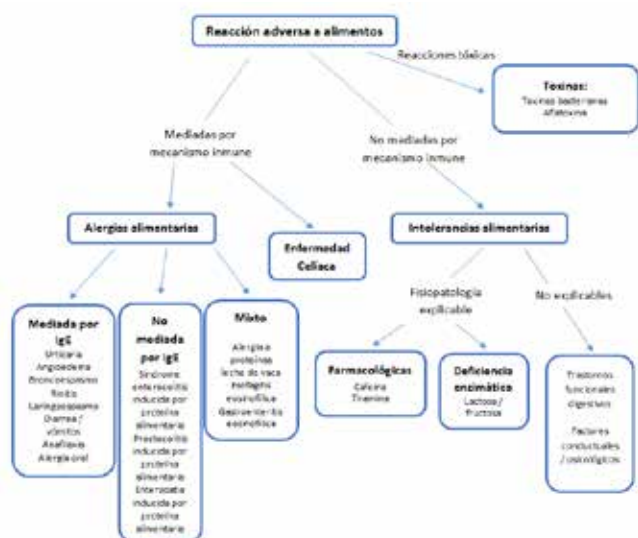 Reacción adversa a alimentos
Reacciones tóxicas
Toxinas:
Toxinas bacterianas
Aflatoxina
Mediadas por
mecanismo inmune
No mediadas por
mecanismo inmune
Alergias alimentarias
Enfermedad
Celíaca
Intolerancias alimentarias
Fisiopatología
explicable
No explicables
Mediada por
IgE
Urticaria
Angioedema
Broncoespasmo
Rinitis
Laringoespasmo
Diarrea /
vómitos
Anafilaxis
Alergia oral
No
mediada
por IgE
Síndrome
enterocolitis
inducida por
proteína
alimentaria
Proctocolitis
inducida por
proteína
alimentaria
Enteropatía
inducida por
proteína
alimentaria
Mixto
Alergia a
proteínas
leche de vaca
Esofagitis
eosinofílica
Gastroenteritis
eosinofílica
Farmacológicas
Cafeína
Tiramina
Deficiencia
enzimática
Lactosa /
fructosa
Trastornos
funcionales
digestivos
Factores
conductuales
/ psicológicos